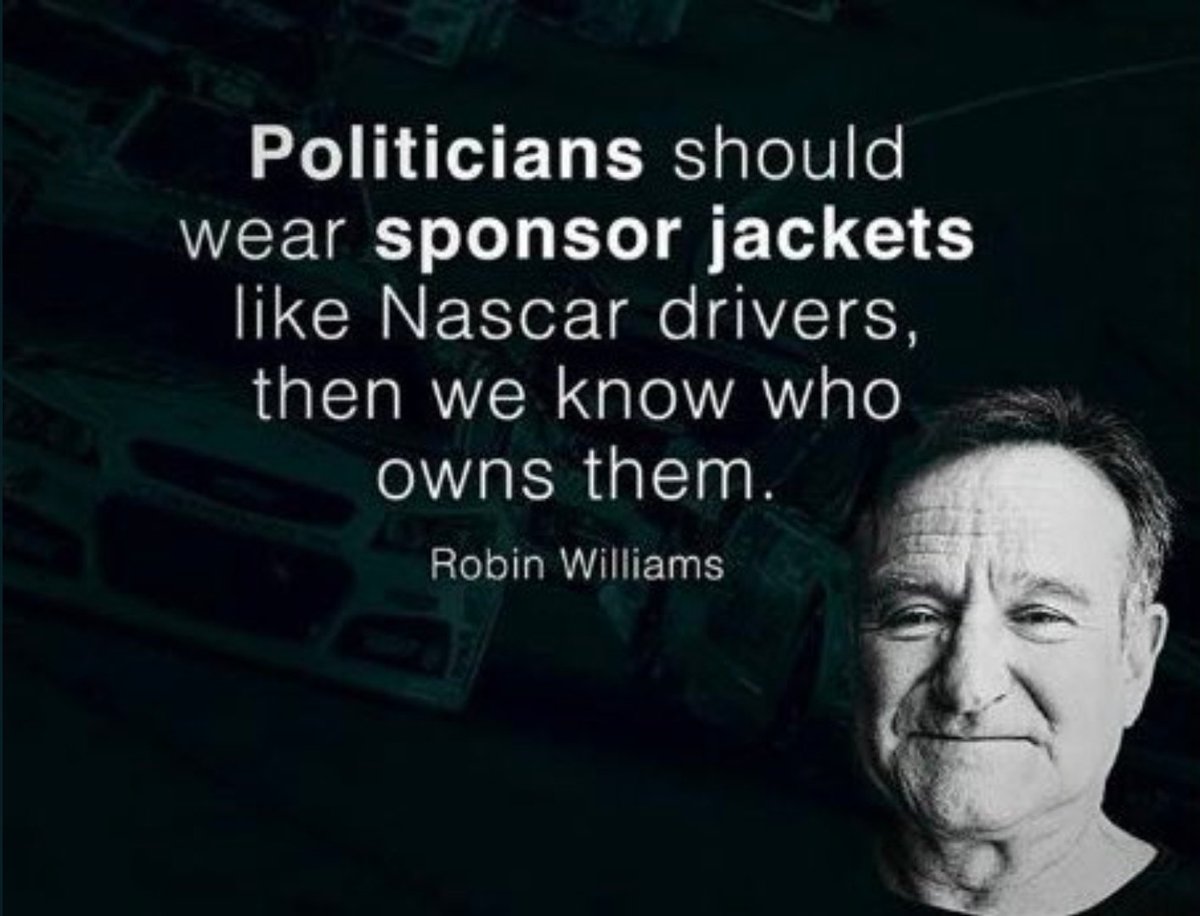 Politicians should
wear sponsor jackets
like Nascar drivers,
then we know who
owns them.
Robin Williams